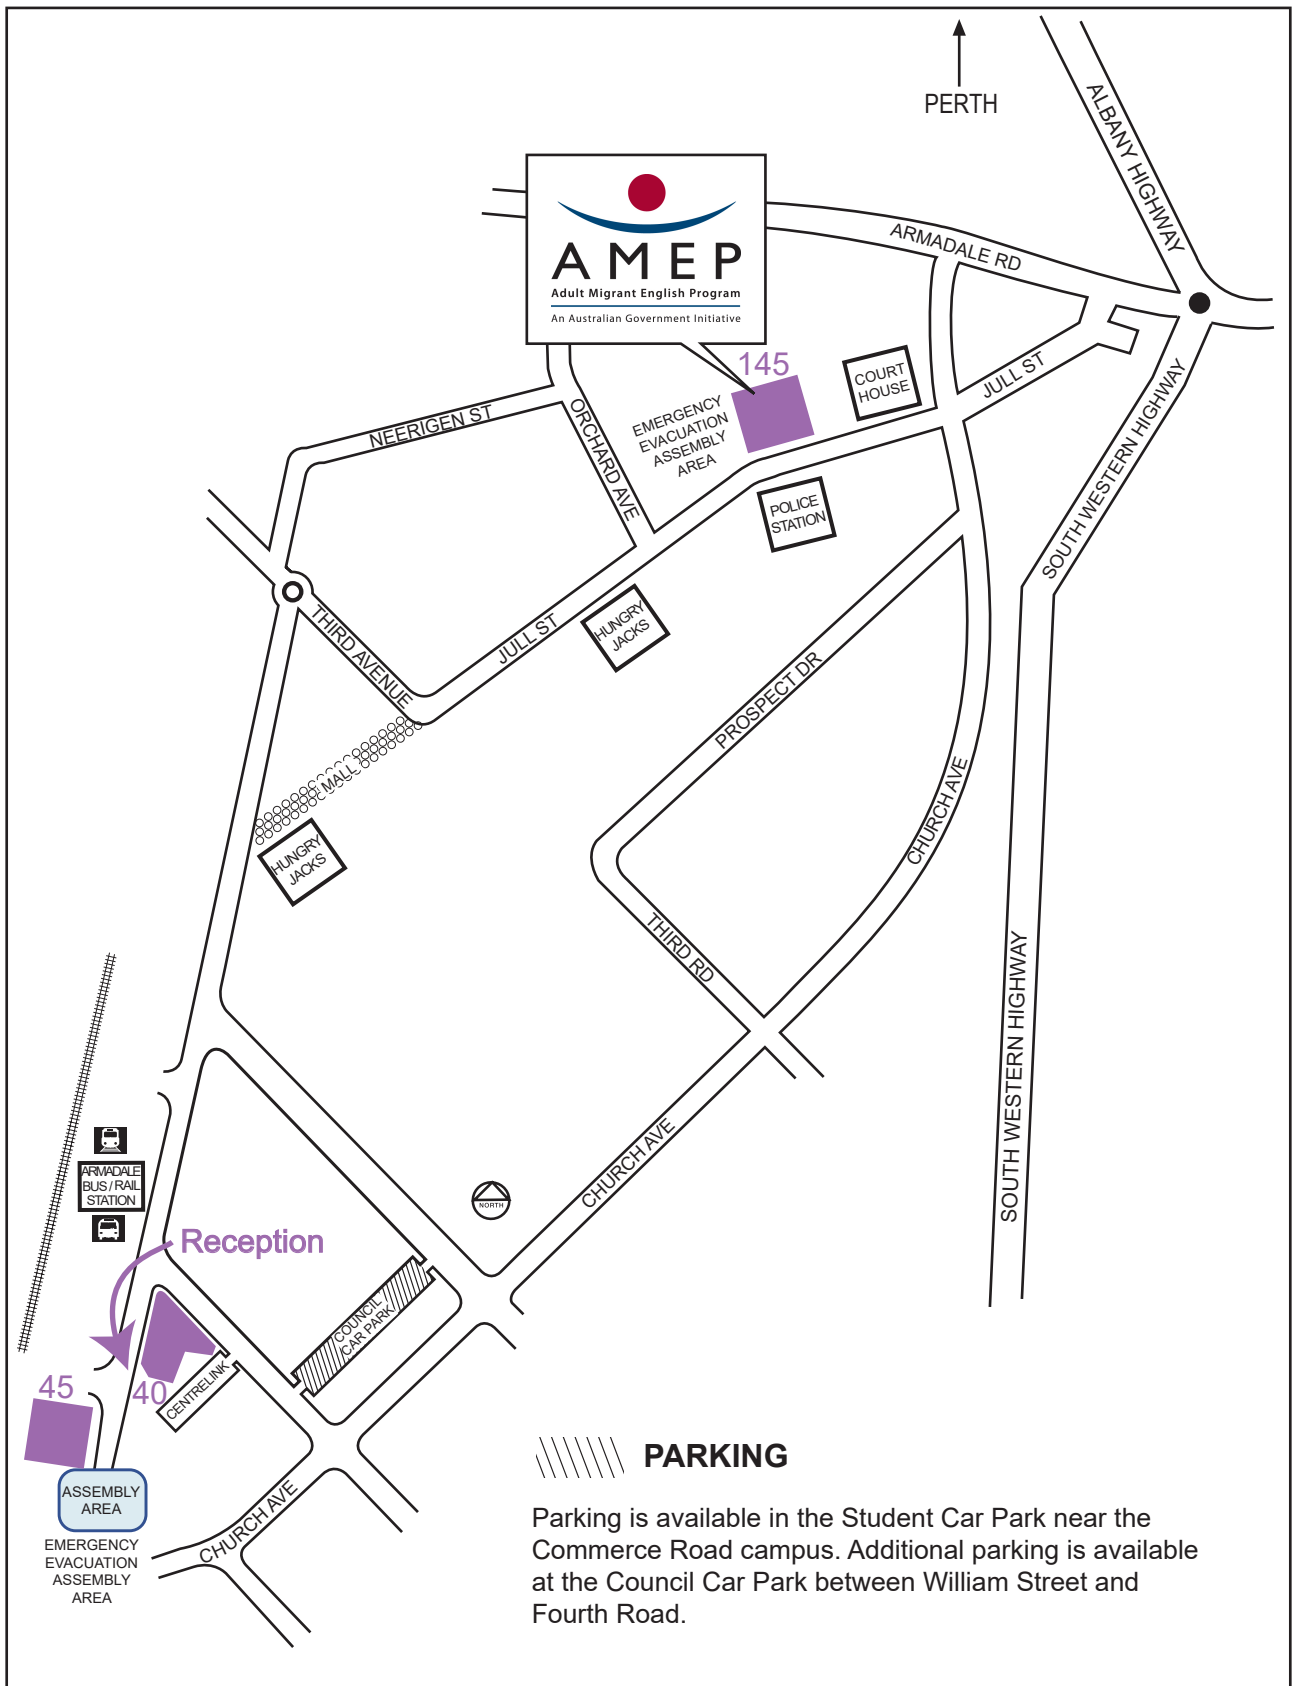 PERTH
ALBANY HIGHWAY
AMEP
Adult Migrant English Program
An Australian Government Initiative
ARMADALE RD
145
COURT
HOUSE
JULL ST
EMERGENCY
EVACUATION
ASSEMBLY
AREA
NEERIGEN ST
ORCHARD AVE
SOUTH WESTERN HIGHWAY
POLICE
STATION
THIRD AVENUE
JULL ST
HUNGRY
JACKS
PROSPECT DR
MALL
HUNGRY
JACKS
CHURCH AVE
THIRD RD
SOUTH WESTERN HIGHWAY
ARMADALE
BUS / RAIL
STATION
CHURCH AVE
NORTH
Reception
COUNCIL
CAR PARK
45
40
CENTRELINK
ASSEMBLY
AREA
EMERGENCY
EVACUATION
ASSEMBLY
AREA
CHURCH AVE
PARKING
Parking is available in the Student Car Park near the
Commerce Road campus. Additional parking is available
at the Council Car Park between William Street and
Fourth Road.